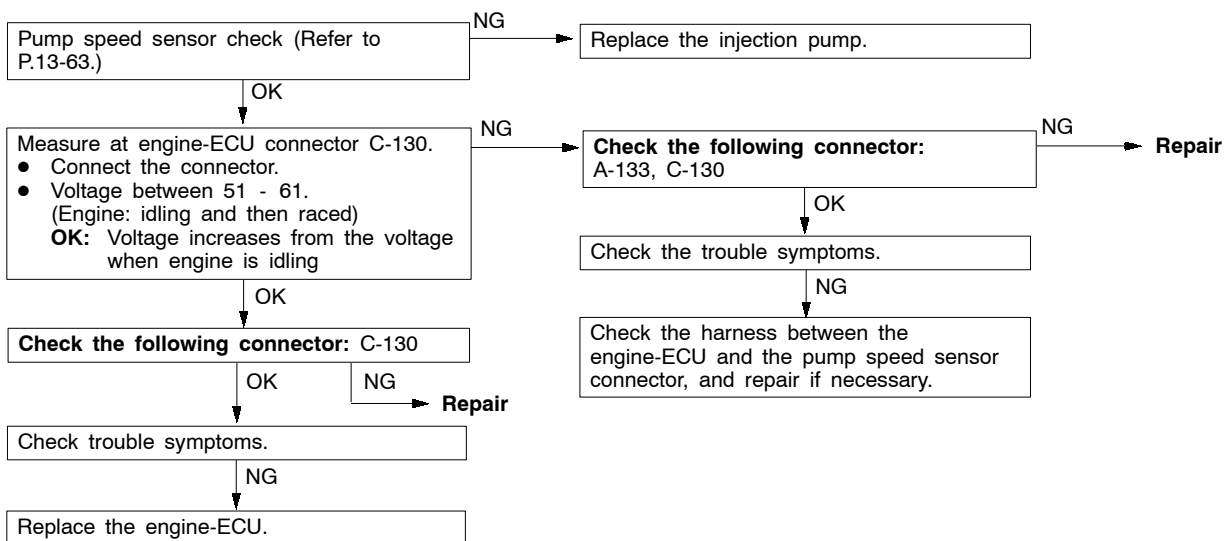 Pump speed sensor check (Refer to
P.13-63.)
NG
Replace the injection pump.
OK
Measure at engine-ECU connector C-130.
● Connect the connector.
● Voltage between 51 - 61.
(Engine: idling and then raced)
OK: Voltage increases from the voltage
when engine is idling
NG
Check the following connector:
A-133, C-130
NG
Repair
OK
Check the trouble symptoms.
NG
Check the harness between the
engine-ECU and the pump speed sensor
connector, and repair if necessary.
OK
Check the following connector: C-130
OK
NG
Repair
Check trouble symptoms.
NG
Replace the engine-ECU.